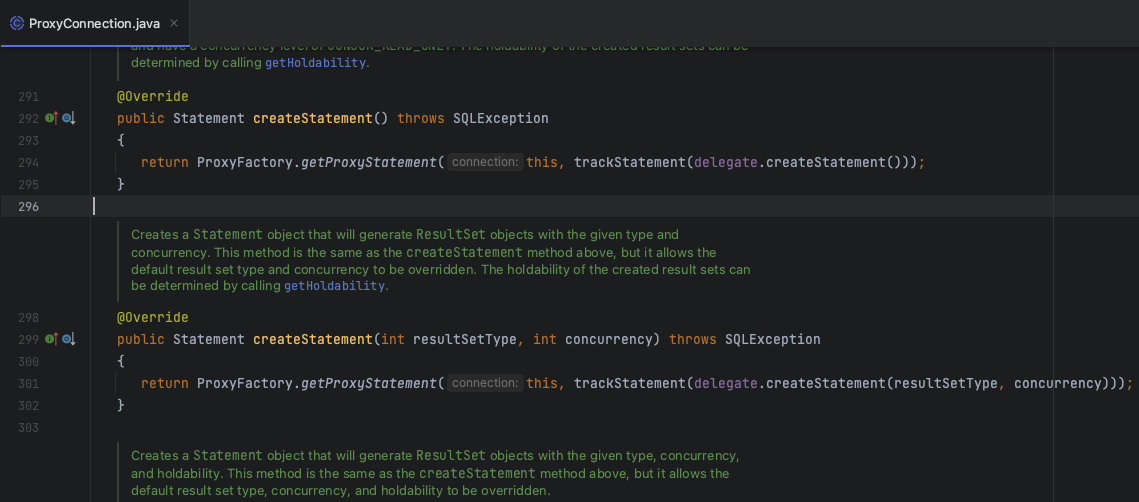 ProxyConnection.java
and have a concurrency level of CONCUR_READ_ONLY. The holdability of the created result sets can be
determined by calling getHoldability.
291 @Override
292 public Statement createStatement() throws SQLException
293 {
294 return ProxyFactory.getProxyStatement( connection: this, trackStatement(delegate.createStatement()));
295 }
296
Creates a Statement object that will generate ResultSet objects with the given type and
concurrency. This method is the same as the createStatement method above, but it allows the
default result set type and concurrency to be overridden. The holdability of the created result sets can
be determined by calling getHoldability.
298 @Override
299 public Statement createStatement(int resultSetType, int concurrency) throws SQLException
300 {
301 return ProxyFactory.getProxyStatement( connection: this, trackStatement(delegate.createStatement(resultSetType, concurrency)));
302 }
303
Creates a Statement object that will generate ResultSet objects with the given type, concurrency,
and holdability. This method is the same as the createStatement method above, but it allows the
default result set type, concurrency, and holdability to be overridden.